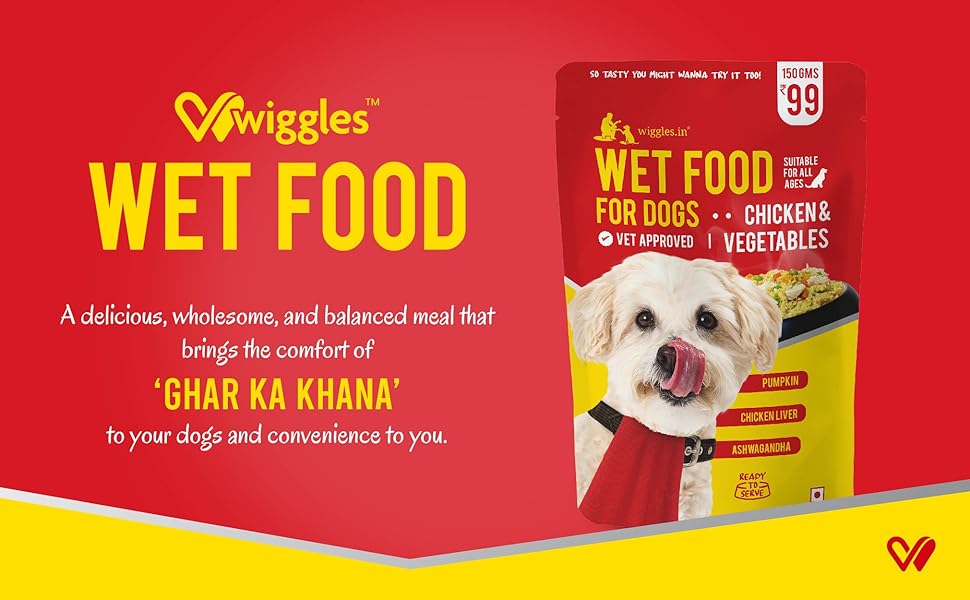 wiggles™
WET FOOD
A delicious, wholesome, and balanced meal that
brings the comfort of
‘GHAR KA KHANA’
to your dogs and convenience to you.
SO TASTY YOU MIGHT WANNA TRY IT TOO!
150GMS
₹99
wiggles.in®
WET FOOD
SUITABLE
FOR ALL
AGES
FOR DOGS
CHICKEN &
VET APPROVED | VEGETABLES
PUMPKIN
CHICKEN LIVER
ASHWAGANDHA
READY
TO
SERVE